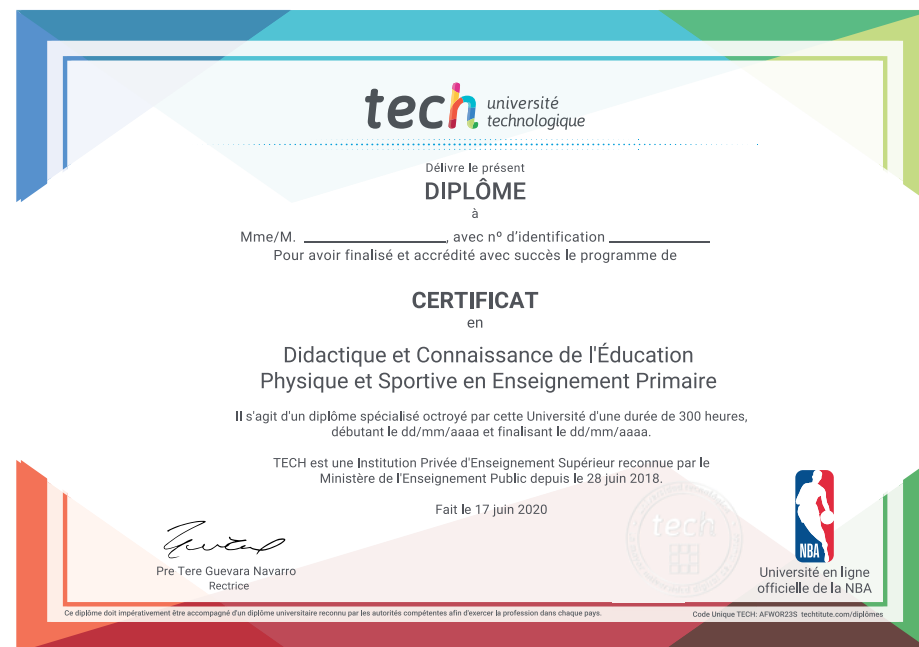 tech université
technologique
Délivre le présent
DIPLÔME
à
Mme/M. ____________________, avec nº d'identification ______________
Pour avoir finalisé et accrédité avec succès le programme de
CERTIFICAT
en
Didactique et Connaissance de l'Éducation
Physique et Sportive en Enseignement Primaire
Il s'agit d'un diplôme spécialisé octroyé par cette Université d'une durée de 300 heures,
débutant le dd/mm/aaaa et finalisant le dd/mm/aaaa.
TECH est une Institution Privée d'Enseignement Supérieur reconnue par le
Ministère de l'Enseignement Public depuis le 28 juin 2018.
Fait le 17 juin 2020
tech
NBA
Pre Tere Guevara Navarro
Rectrice
Université en ligne
officielle de la NBA
Ce diplôme doit impérativement être accompagné d'un diplôme universitaire reconnu par les autorités compétentes afin d'exercer la profession dans chaque pays.
Code Unique TECH: AFWOR23S techtitute.com/diplômes